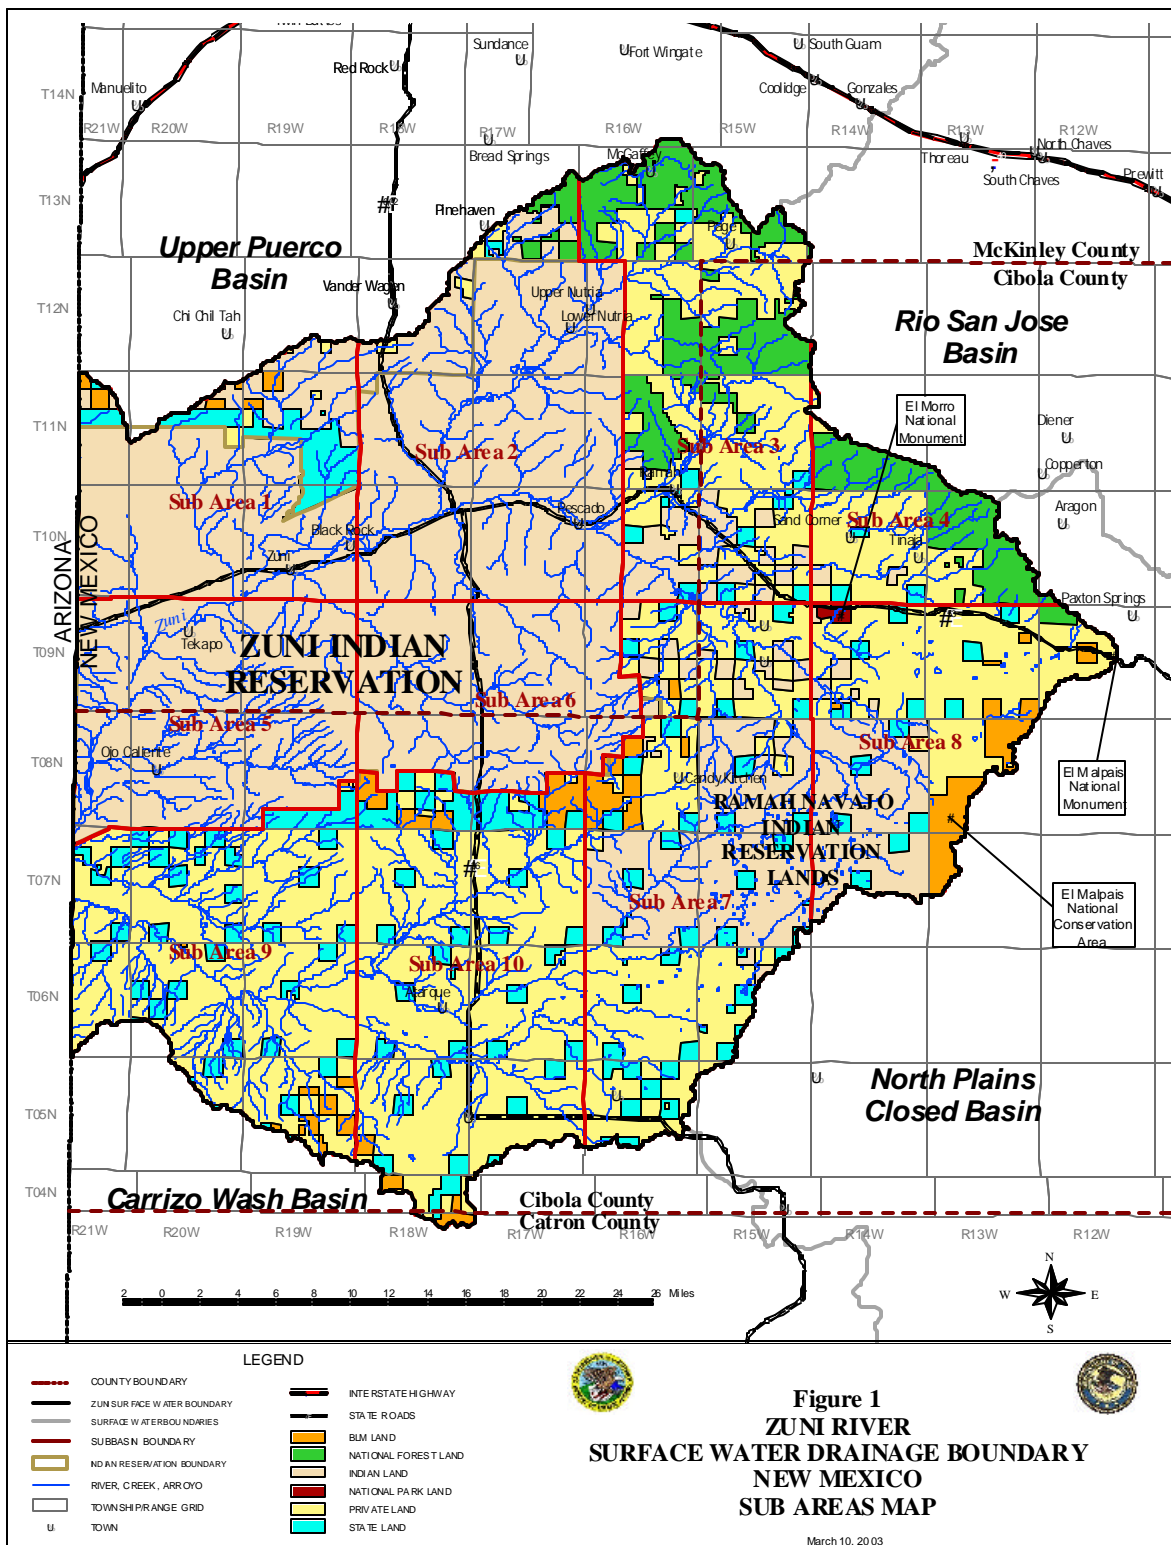 Sundance
South Guam
Fort Wingate
Red Rock
Manuelito
Coolidge
Gonzales
T14N
R21W
R20W
R19W
R18W
R17W
R16W
R15W
R14W
R13W
R12W
Bread Springs
McGaffey
Thoreau
North Chaves
South Chaves
Prewitt
T13N
Pinehaven
Page
Upper Puerco
Basin
McKinley County
Cibola County
Vander Wagen
Upper Nutria
Lower Nutria
T12N
Chi Chil Tah
Rio San Jose
Basin
El Morro
National
Monument
T11N
Diener
Sub Area 2
Sub Area 3
Ramah
Copperton
Sub Area 1
Pescado
Sand Corner
Sub Area 4
Aragon
Black Rock
T10N
Tinaja
Zuni
ARIZONA
NEW MEXICO
Paxton Springs
Zuni
Tekapo
ZUNI INDIAN
RESERVATION
T09N
Sub Area 6
Sub Area 5
Sub Area 8
Ojo Caliente
T08N
Candy Kitchen
El Malpais
National
Monument
RAMAH NAVAJO
INDIAN
RESERVATION
LANDS
T07N
Sub Area 7
El Malpais
National
Conservation
Area
Sub Area 9
Sub Area 10
Atarque
T06N
North Plains
Closed Basin
T05N
T04N
Carrizo Wash Basin
Cibola County
Catron County
R21W
R20W
R19W
R18W
R17W
R16W
R15W
R14W
R13W
R12W
2 0 2 4 6 8 10 12 14 16 18 20 22 24 26 Miles
N
W E
S
LEGEND
COUNTY BOUNDARY
ZUNI SURFACE WATER BOUNDARY
SURFACE WATER BOUNDARIES
SUBBASIN BOUNDARY
INDIAN RESERVATION BOUNDARY
RIVER, CREEK, ARROYO
TOWNSHIP/RANGE GRID
TOWN
INTERSTATE HIGHWAY
STATE ROADS
BLM LAND
NATIONAL FOREST LAND
INDIAN LAND
NATIONAL PARK LAND
PRIVATE LAND
STATE LAND
Figure 1
ZUNI RIVER
SURFACE WATER DRAINAGE BOUNDARY
NEW MEXICO
SUB AREAS MAP
March 10, 2003